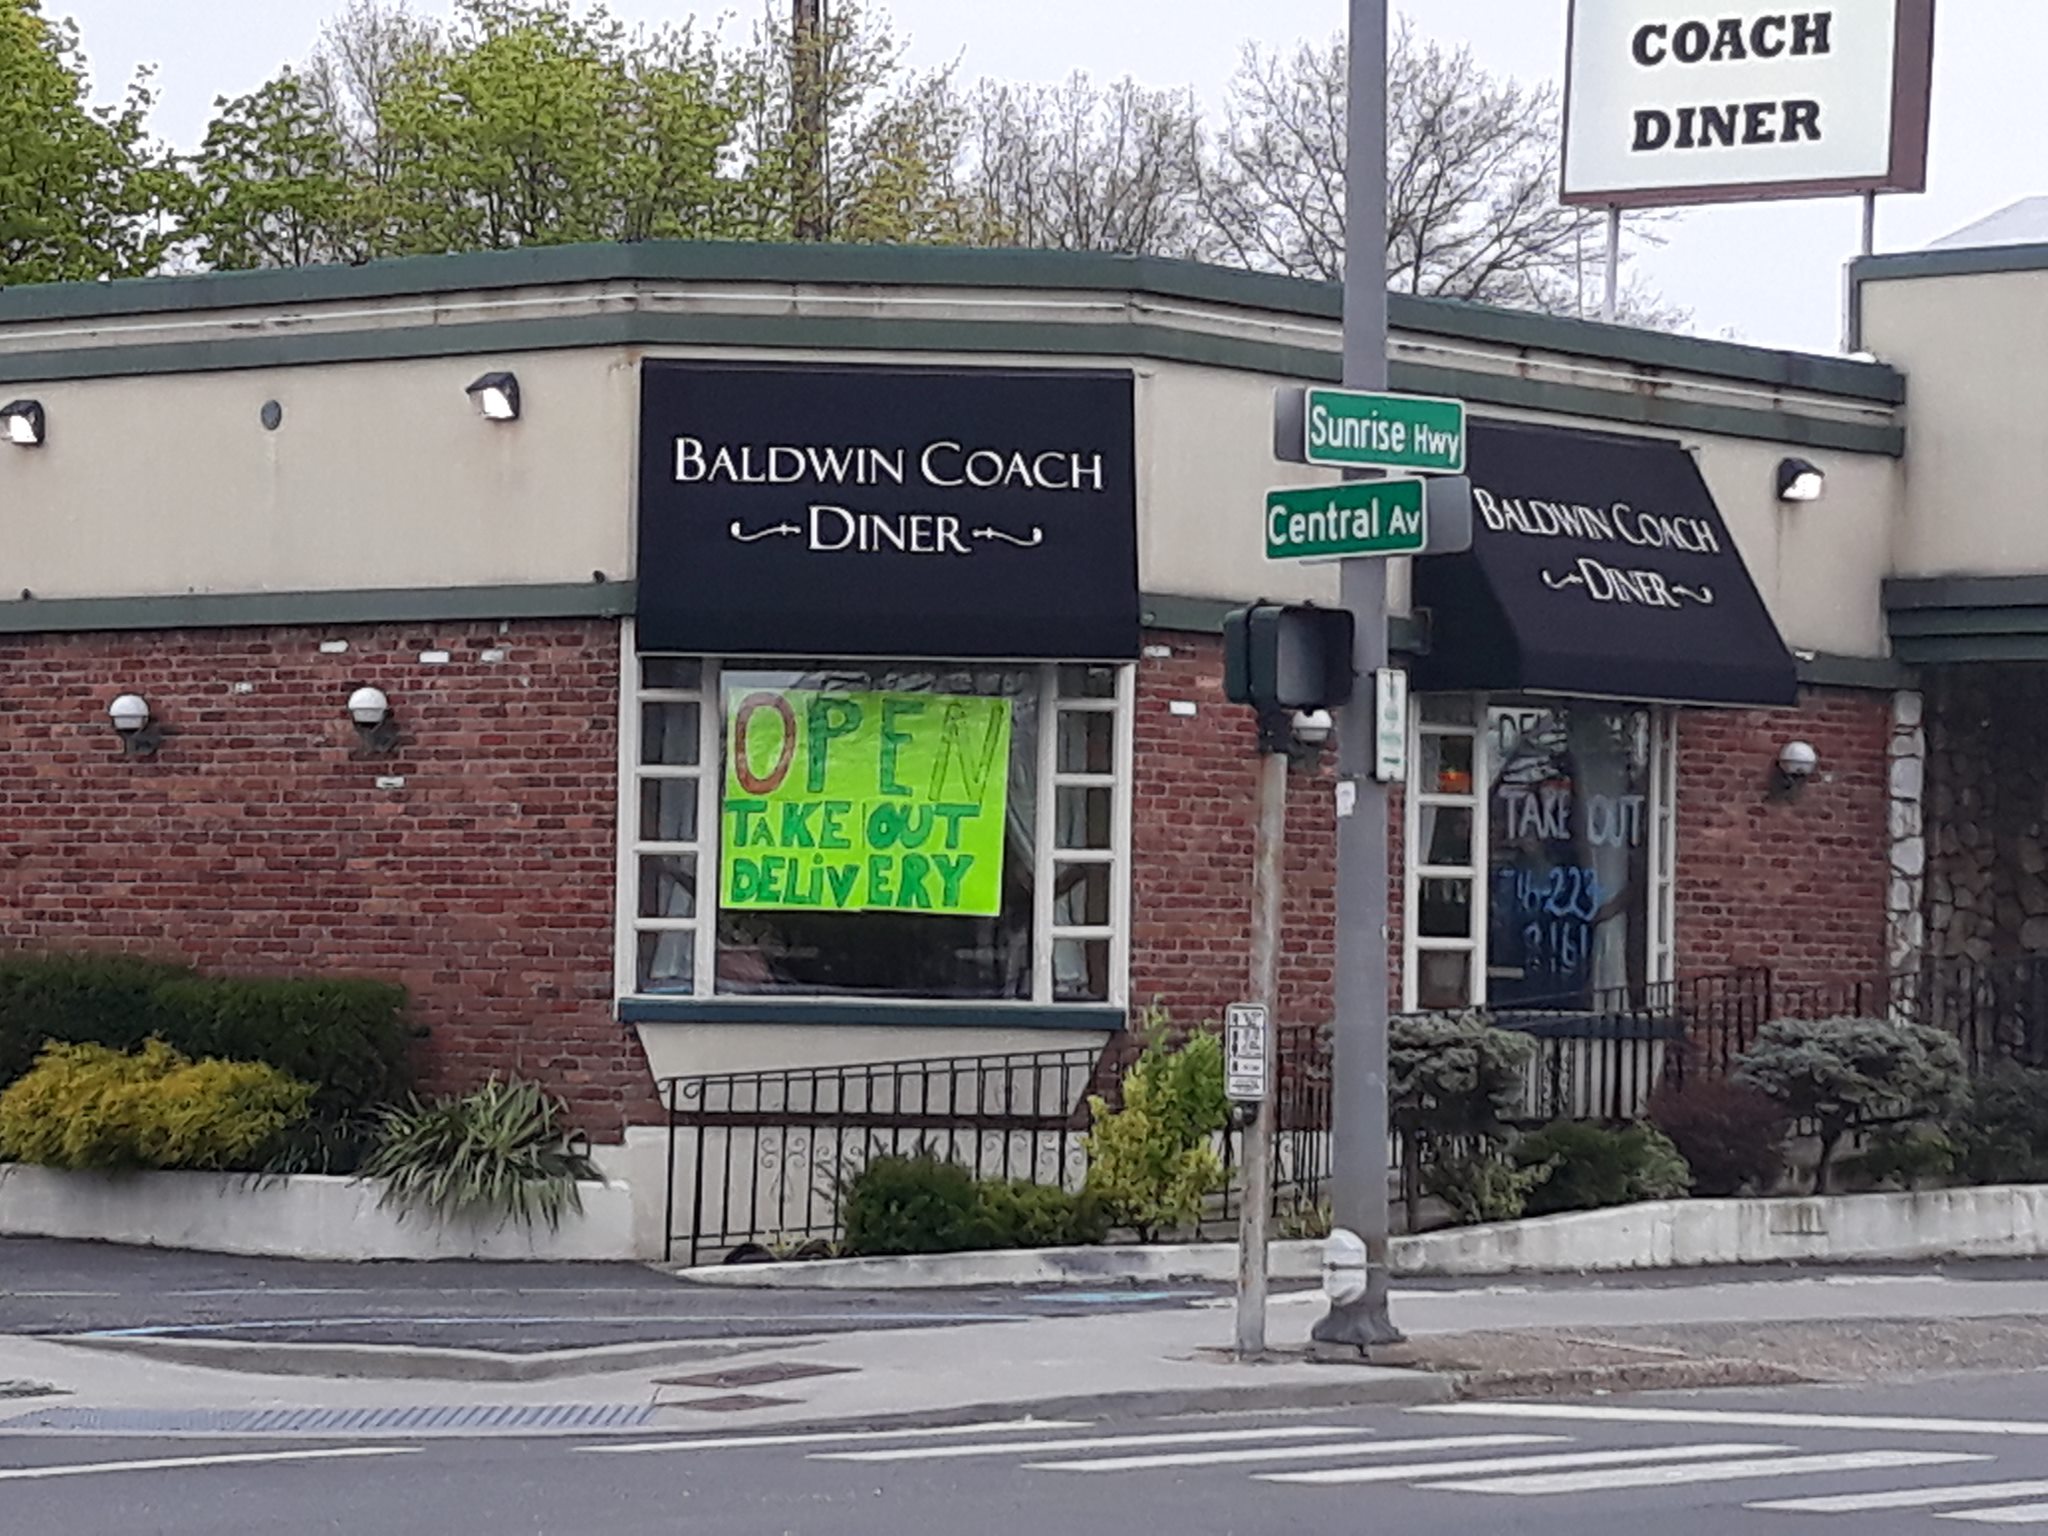 COACH
DINER
BALDWIN COACH
DINER
Sunrise Hwy
Central Av
BALDWIN COACH
DINER
OPEN
TAKE OUT
DELIVERY
TAKE OUT